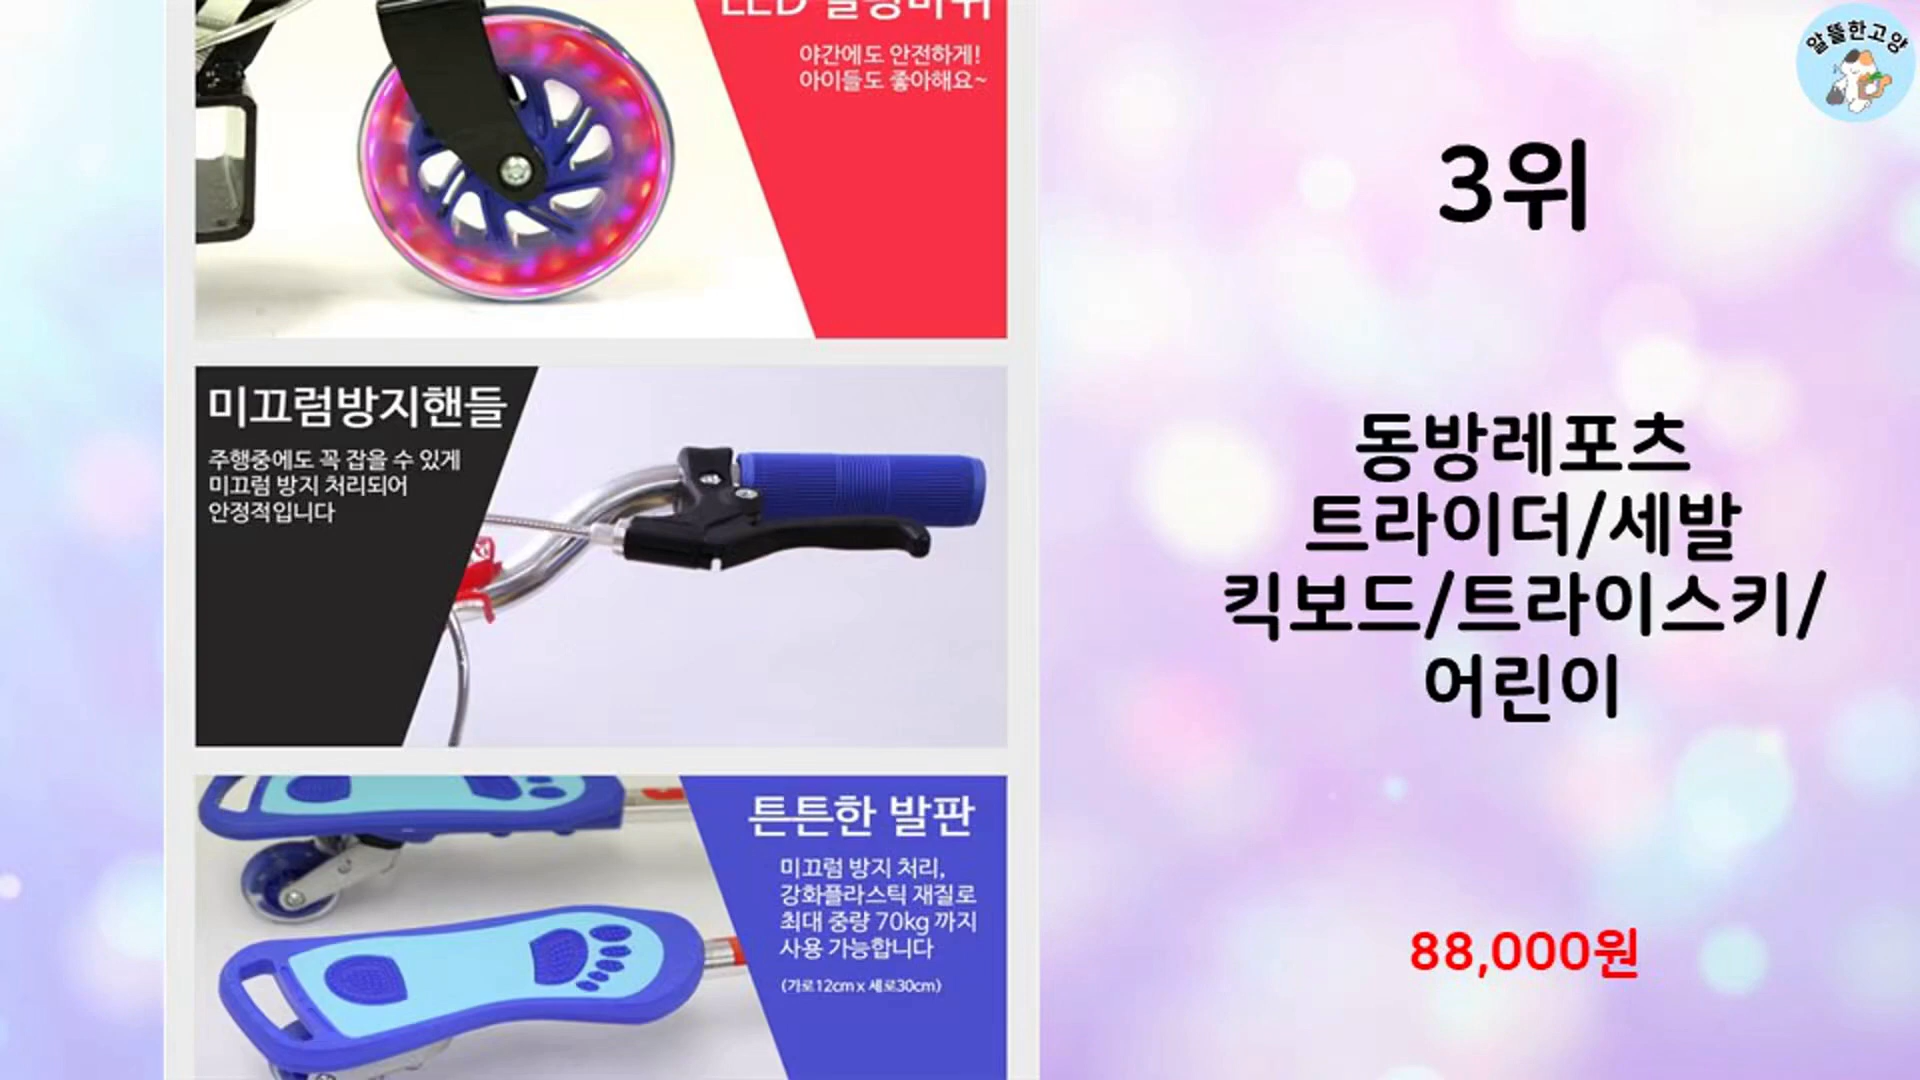 야간에도 안전하게!
아이들도 좋아해요~
미끄럼방지핸들
주행중에도 꼭 잡을 수 있게
미끄럼 방지 처리되어
안정적입니다
튼튼한 발판
미끄럼 방지 처리,
강화플라스틱 재질로
최대 중량 70kg 까지
사용 가능합니다
(가로12cm x 세로30cm)
알뜰한고양
3위
동방레포츠
트라이더/세발
킥보드/트라이스키/
어린이
88,000원